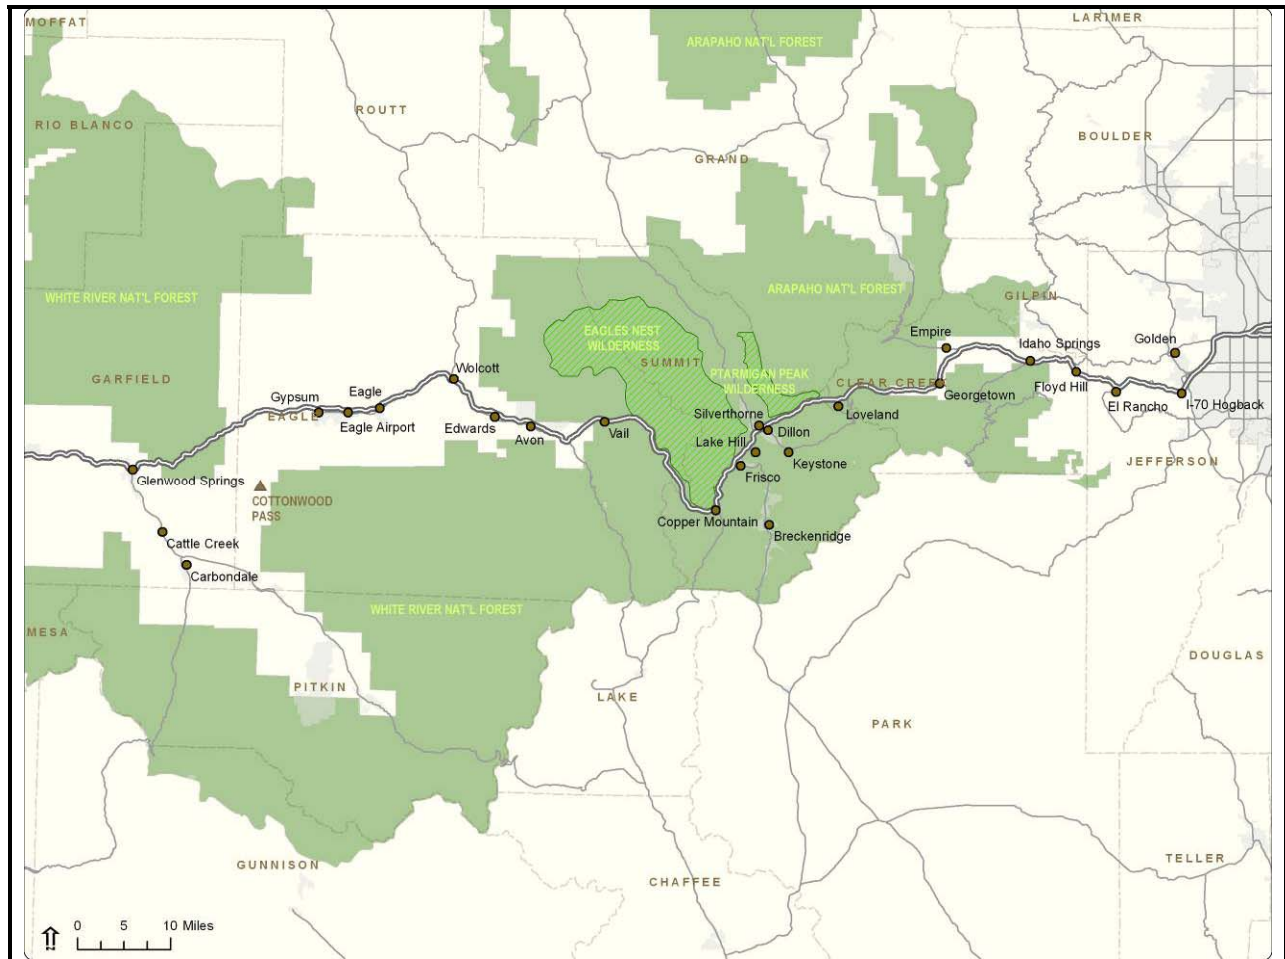 MOFFAT
LARIMER
ARAPAHO NAT'L FOREST
ROUTT
RIO BLANCO
BOULDER
GRAND
WHITE RIVER NAT'L FOREST
ARAPAHO NAT'L FOREST
GILPIN
EAGLES NEST
WILDERNESS
Empire
Idaho Springs
Golden
SUMMIT
PTARMIGAN PEAK
WILDERNESS
CLEAR CREEK
GARFIELD
Wolcott
Eagle
Gypsum
EAGLE
Eagle Airport
Edwards
Avon
Vail
Silverthorne
Dillon
Loveland
Georgetown
Floyd Hill
El Rancho
I-70 Hogback
Lake Hill
Keystone
Frisco
JEFFERSON
Glenwood Springs
COTTONWOOD
PASS
Copper Mountain
Breckenridge
Cattle Creek
Carbondale
WHITE RIVER NAT'L FOREST
MESA
DOUGLAS
PITKIN
LAKE
PARK
GUNNISON
CHAFFEE
TELLER
0 5 10 Miles